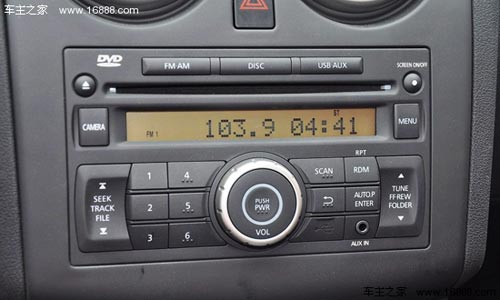 车主之家 www.16888.com
DVD
FM AM DISC USB AUX SCREEN ON/OFF
CAMERA
MENU
BT
FM 1 103.9 04:41
RPT
1 4 SCAN RDM
SEEK TRACK FILE
2 5
PUSH PWR
AUTO.P ENTER
TUNE FF·REW FOLDER
3 6
VOL
AUX IN
车主之家 www.16888.com